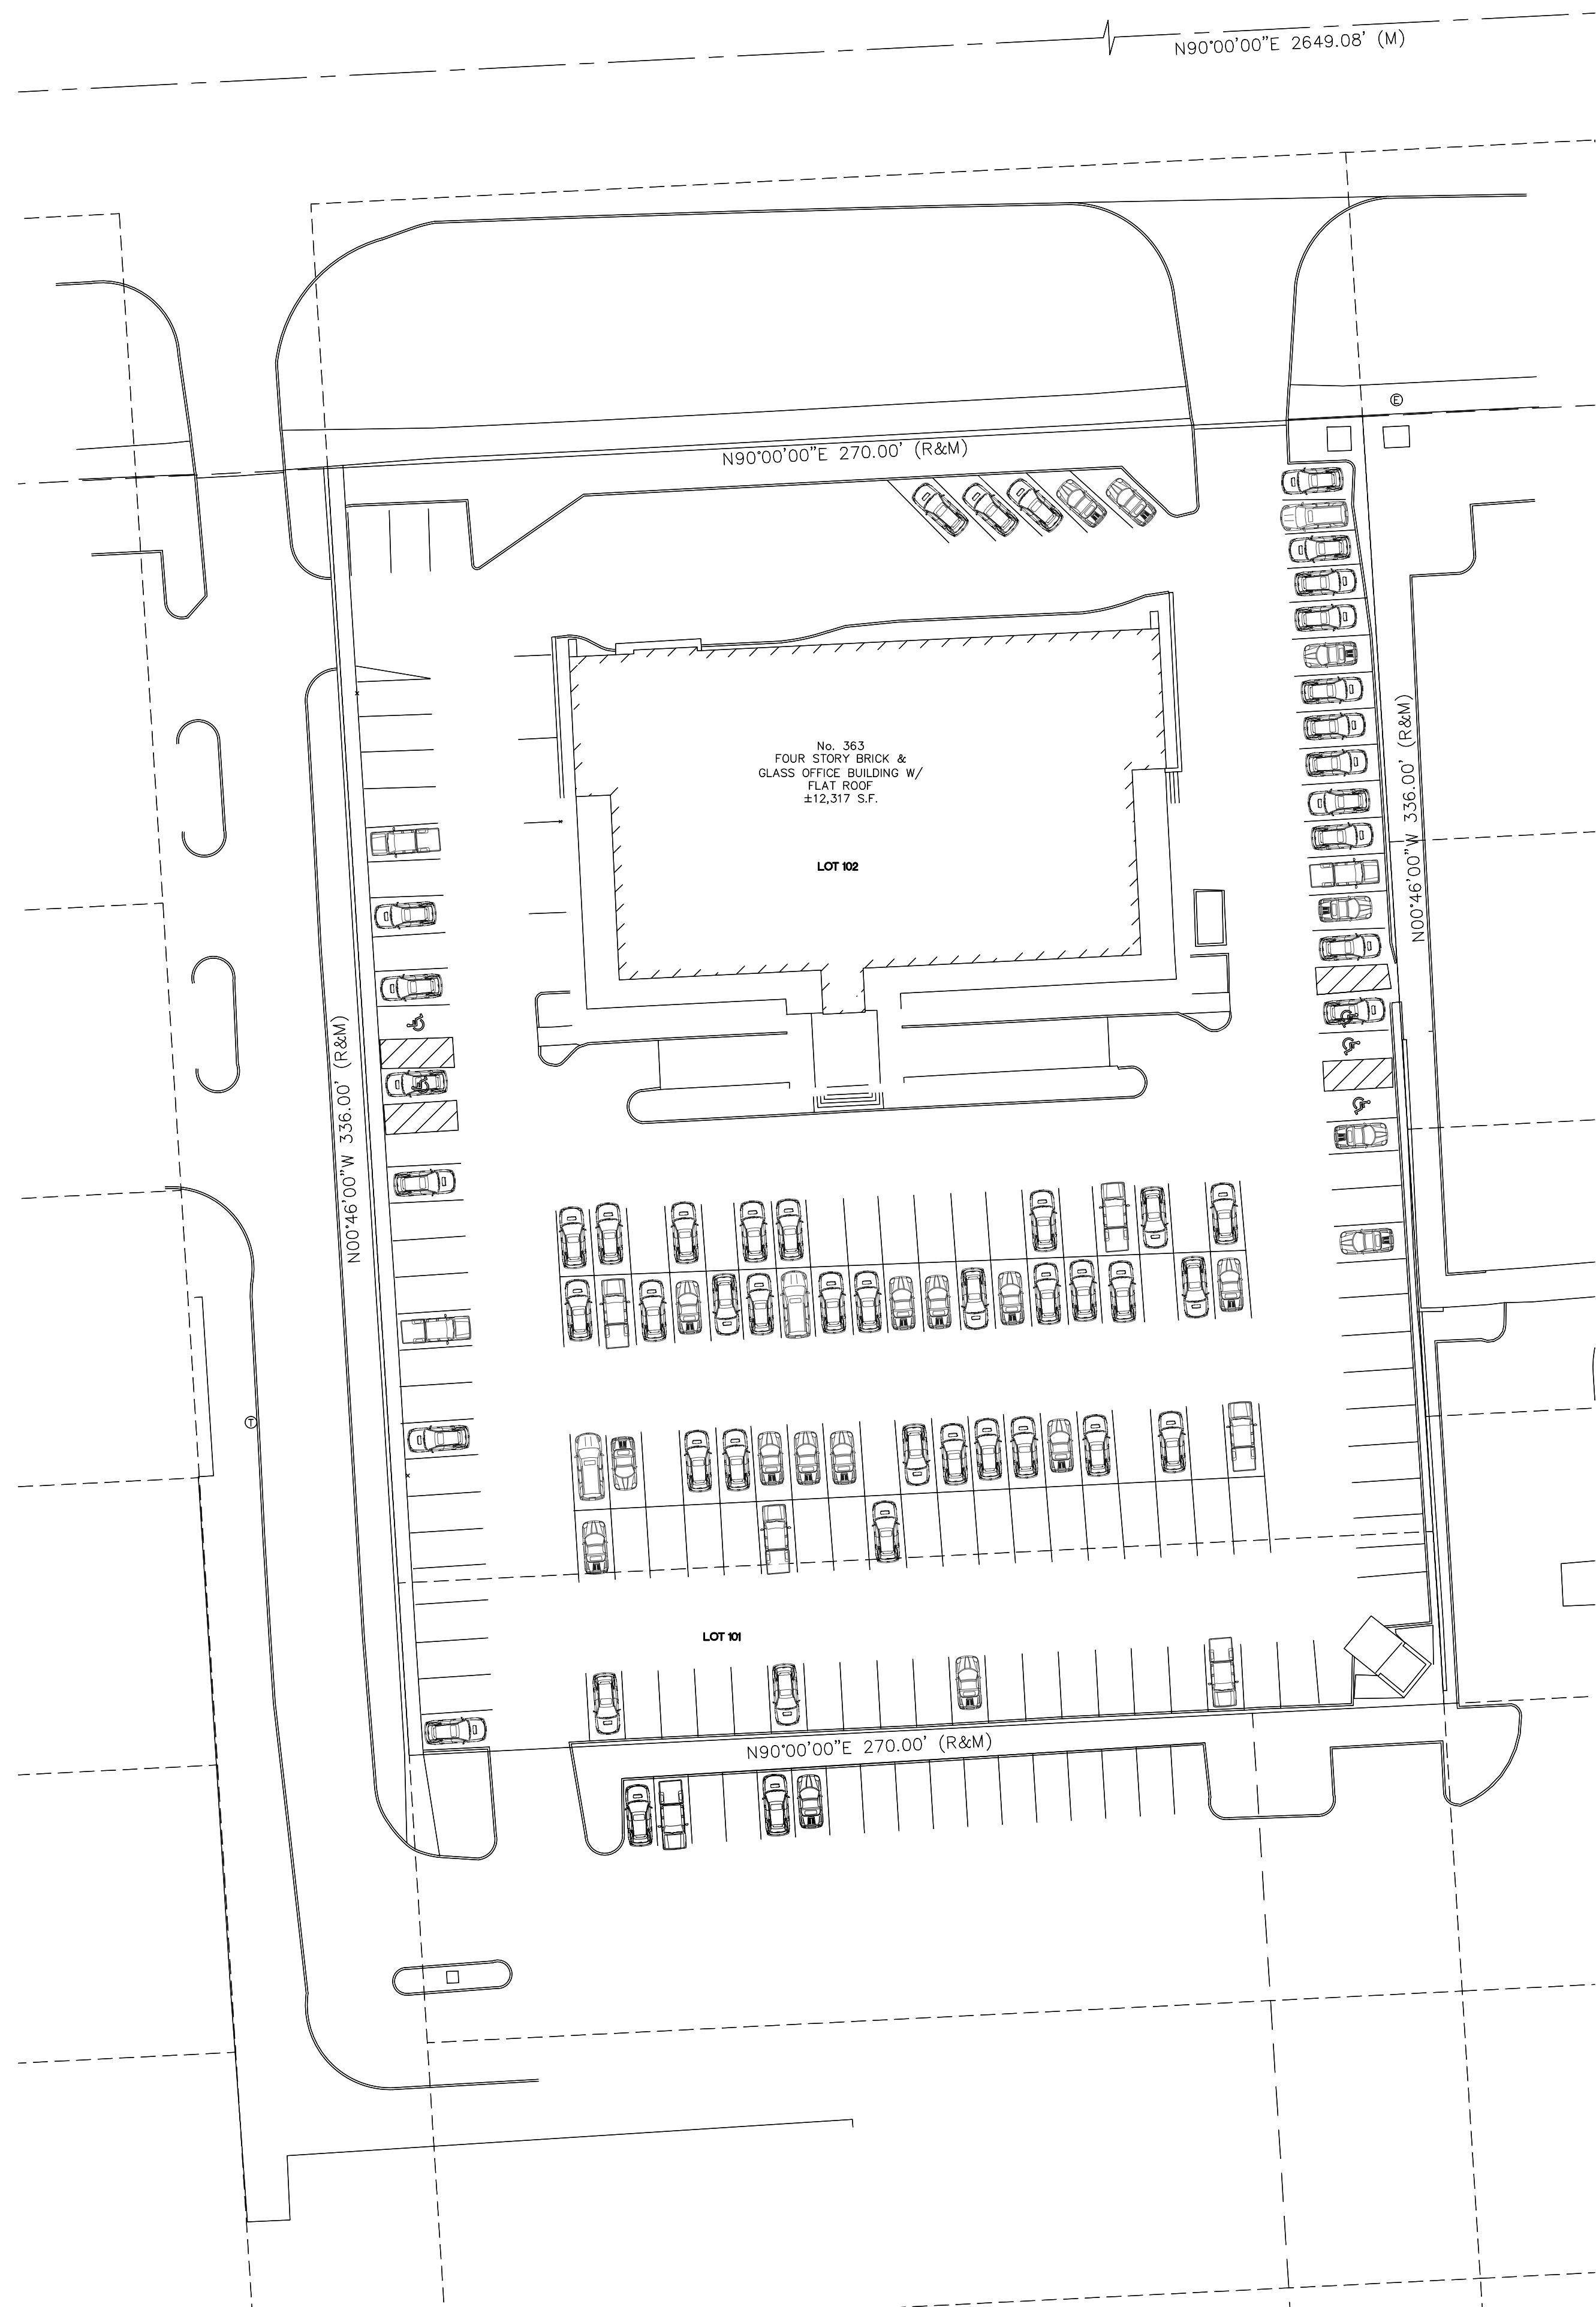 N90°00'00"E 2649.08' (M)
E
N90°00'00"E 270.00' (R&M)
No. 363
FOUR STORY BRICK &
GLASS OFFICE BUILDING W/
FLAT ROOF
±12,317 S.F.
LOT 102
N00°46'00"W 336.00' (R&M)
N00°46'00"W 336.00' (R&M)
T
LOT 101
N90°00'00"E 270.00' (R&M)